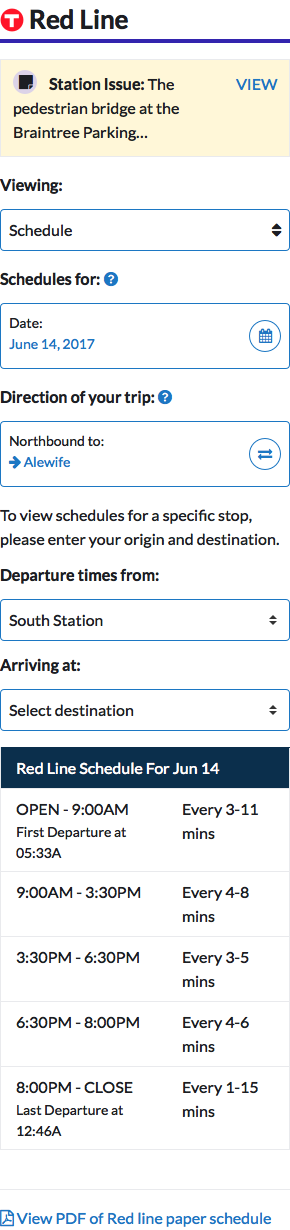 T Red Line
Station Issue: The VIEW
pedestrian bridge at the
Braintree Parking...
Viewing:
Schedule
Schedules for: ?
Date:
June 14, 2017
Direction of your trip: ?
Northbound to:
Alewife
To view schedules for a specific stop,
please enter your origin and destination.
Departure times from:
South Station
Arriving at:
Select destination
Red Line Schedule For Jun 14
OPEN - 9:00AM Every 3-11
First Departure at mins
05:33A
9:00AM - 3:30PM Every 4-8
mins
3:30PM - 6:30PM Every 3-5
mins
6:30PM - 8:00PM Every 4-6
mins
8:00PM - CLOSE Every 1-15
Last Departure at mins
12:46A
View PDF of Red line paper schedule